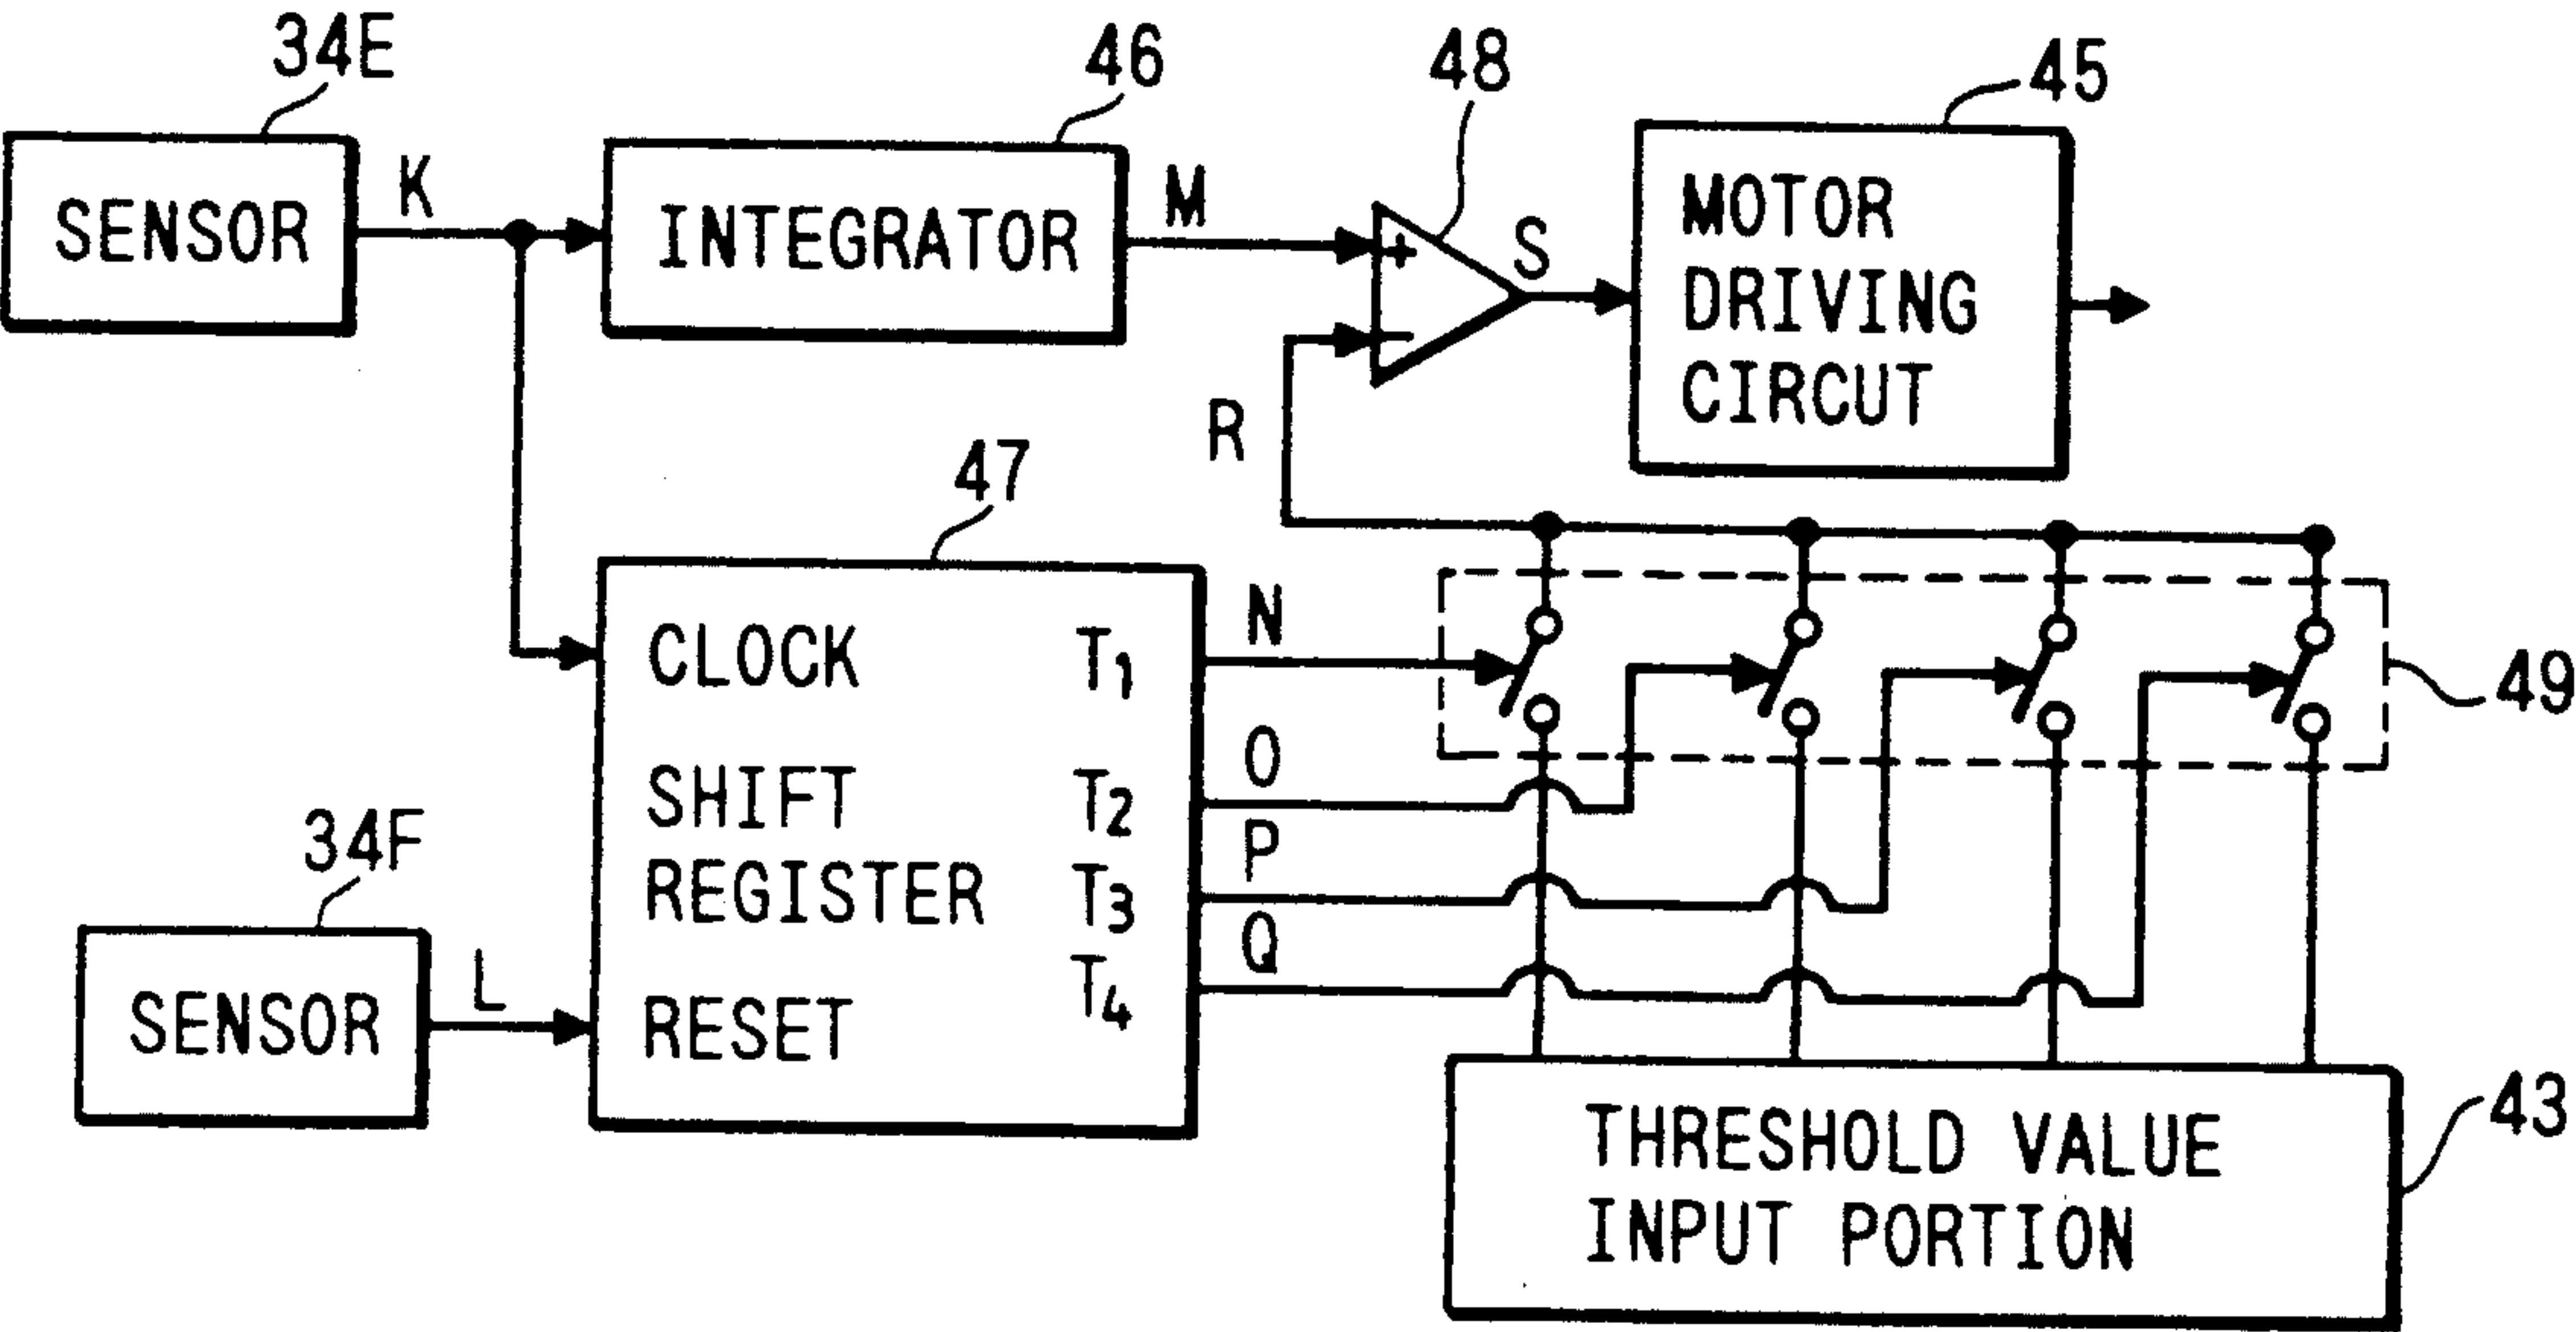 34E
46
48
45
K
M
S
SENSOR
INTEGRATOR
+
−
MOTOR
DRIVING
CIRCUT
R
47
N
CLOCK
T1
49
34F
SHIFT
REGISTER
T2
O
T3
P
T4
Q
SENSOR
L
RESET
THRESHOLD VALUE
INPUT PORTION
43